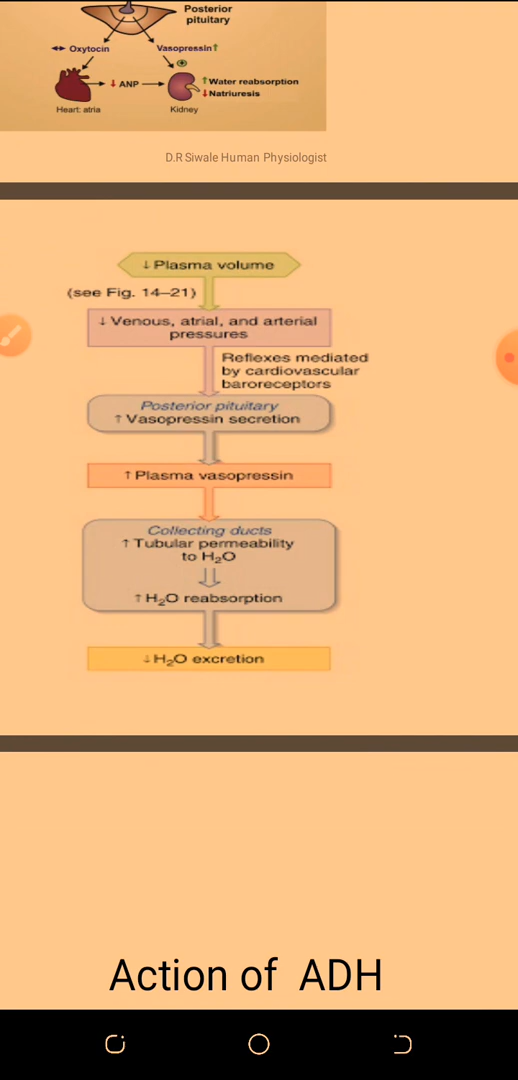 Posterior
pituitary
Oxytocin
Vasopressin↑
↓ ANP
↑Water reabsorption
↓Natriuresis
Heart: atria
Kidney
D.R Siwale Human Physiologist
↓Plasma volume
(see Fig. 14–21)
↓Venous, atrial, and arterial
pressures
Reflexes mediated
by cardiovascular
baroreceptors
Posterior pituitary
↑Vasopressin secretion
↑Plasma vasopressin
Collecting ducts
↑Tubular permeability
to H₂O
↑H₂O reabsorption
↓H₂O excretion
Action of  ADH